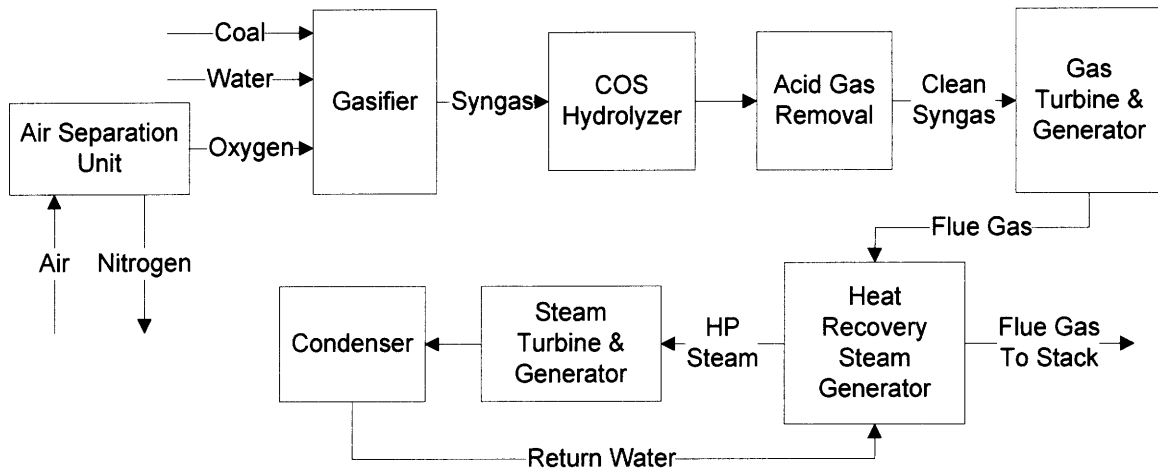 Coal
Water
Oxygen
Air Separation
Unit
Air
Nitrogen
Gasifier
Syngas
COS
Hydrolyzer
Acid Gas
Removal
Clean
Syngas
Gas
Turbine &
Generator
Flue Gas
Heat
Recovery
Steam
Generator
Flue Gas
To Stack
HP
Steam
Steam
Turbine &
Generator
Condenser
Return Water